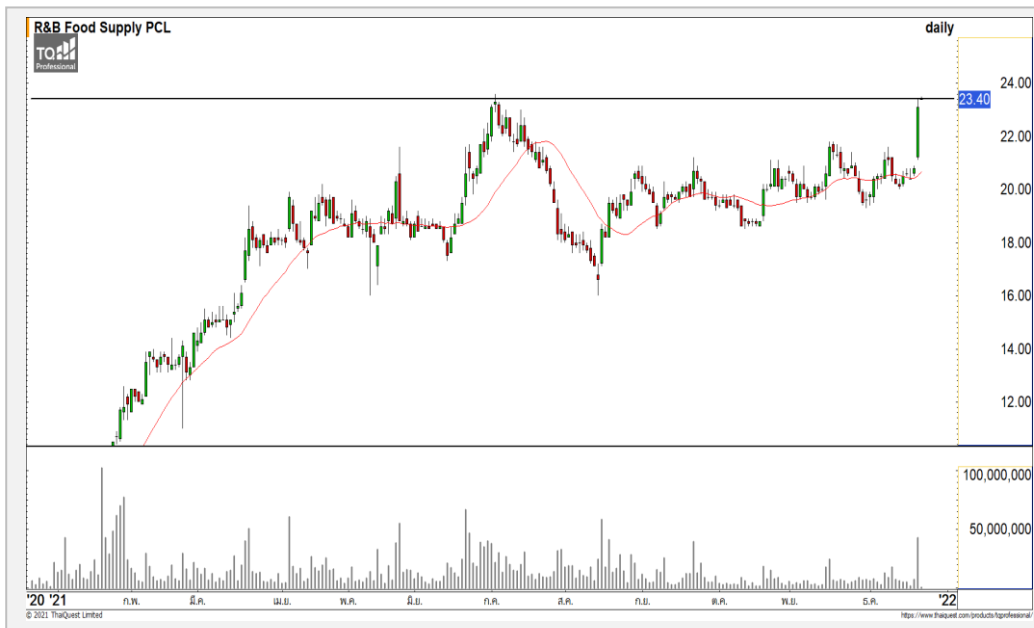 R&B Food Supply PCL daily
TQ
Professional
24.00
23.40
22.00
20.00
18.00
16.00
14.00
12.00
100,000,000
50,000,000
'20 '21 ก.พ. มี.ค. เม.ย. พ.ค. มิ.ย. ก.ค. ส.ค. ก.ย. ต.ค. พ.ย. ธ.ค. '22
© 2021 ThaiQuest Limited https://www.thaiquest.com/products/tqprofessional/